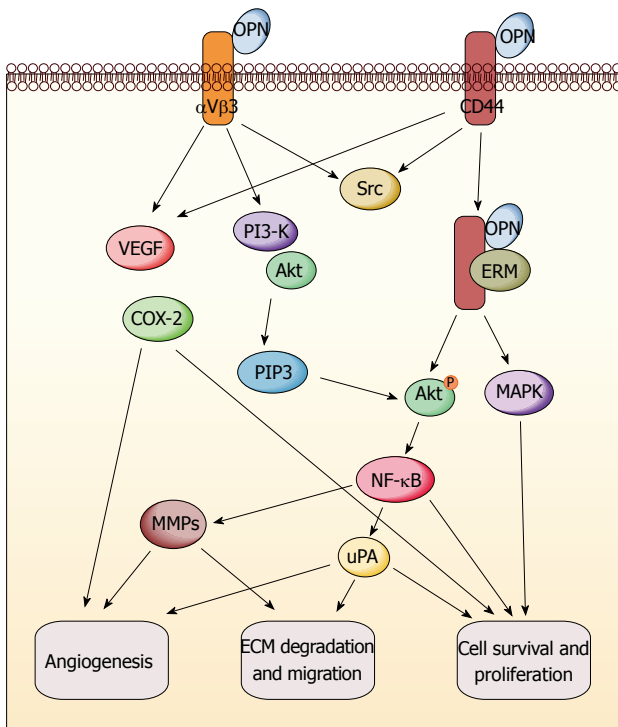 OPN
OPN
αVβ3
CD44
Src
VEGF
PI3-K
OPN
Akt
ERM
COX-2
PIP3
Akt
P
MAPK
NF-κB
MMPs
uPA
Angiogenesis
ECM degradation
and migration
Cell survival and
proliferation